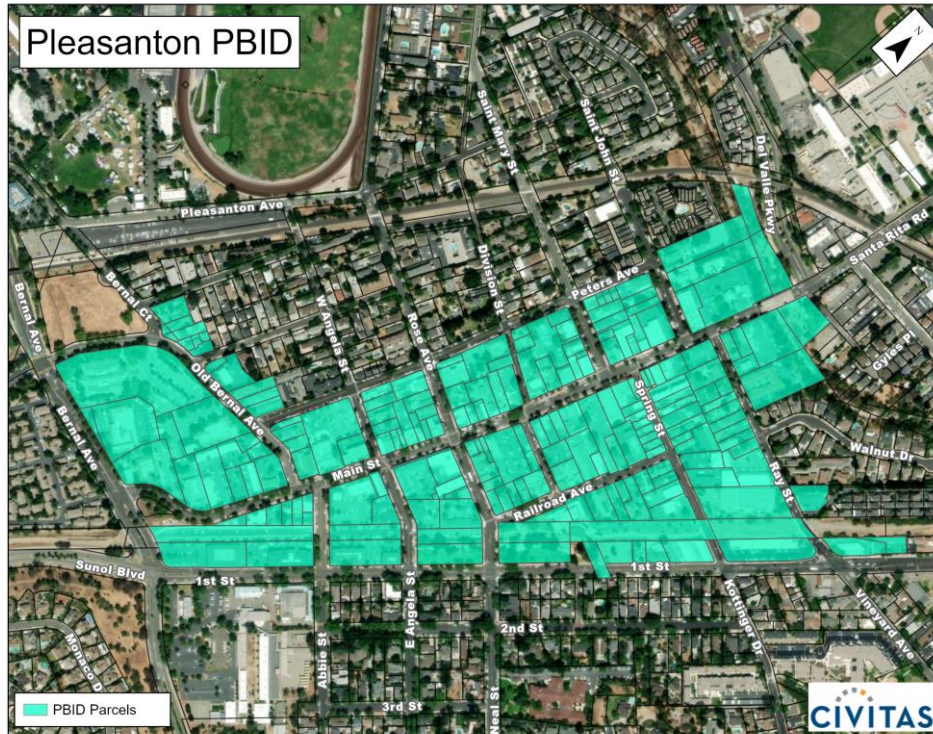 Pleasanton PBID
N
Saint Mary St
Saint John St
Del Valle Pkwy
Santa Rita Rd
Pleasanton Ave
Division St
Peters Ave
Bernal Ave
Bernal Ct
W Angela St
Rose Ave
Gyles Pl
Old Bernal Ave
Spring St
Bernal Ave
Main St
Walnut Dr
Ray St
Railroad Ave
Sunol Blvd
1st St
1st St
E Angela St
Kottinger Dr
Vineyard Ave
2nd St
Abbie St
Monaco D
Neal St
3rd St
PBID Parcels
CIVITAS